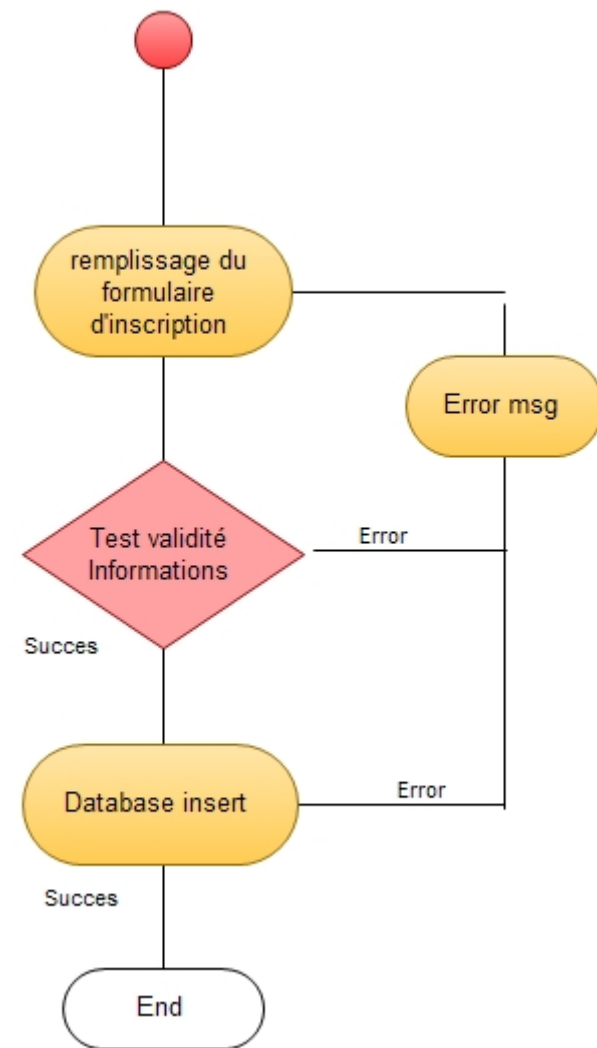 remplissage du
formulaire
d'inscription
Error msg
Test validité
Informations
Error
Succes
Database insert
Error
Succes
End